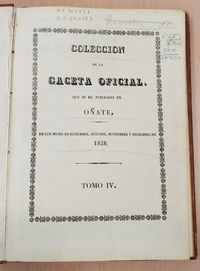 COLECCION
DE LA
GACETA OFICIAL,
QUE SE HA PUBLICADO EN
OÑATE,
DE LOS MESES DE SETIEMBRE, OCTUBRE, NOVIEMBRE Y DICIEMBRE DE
1836.
TOMO IV.